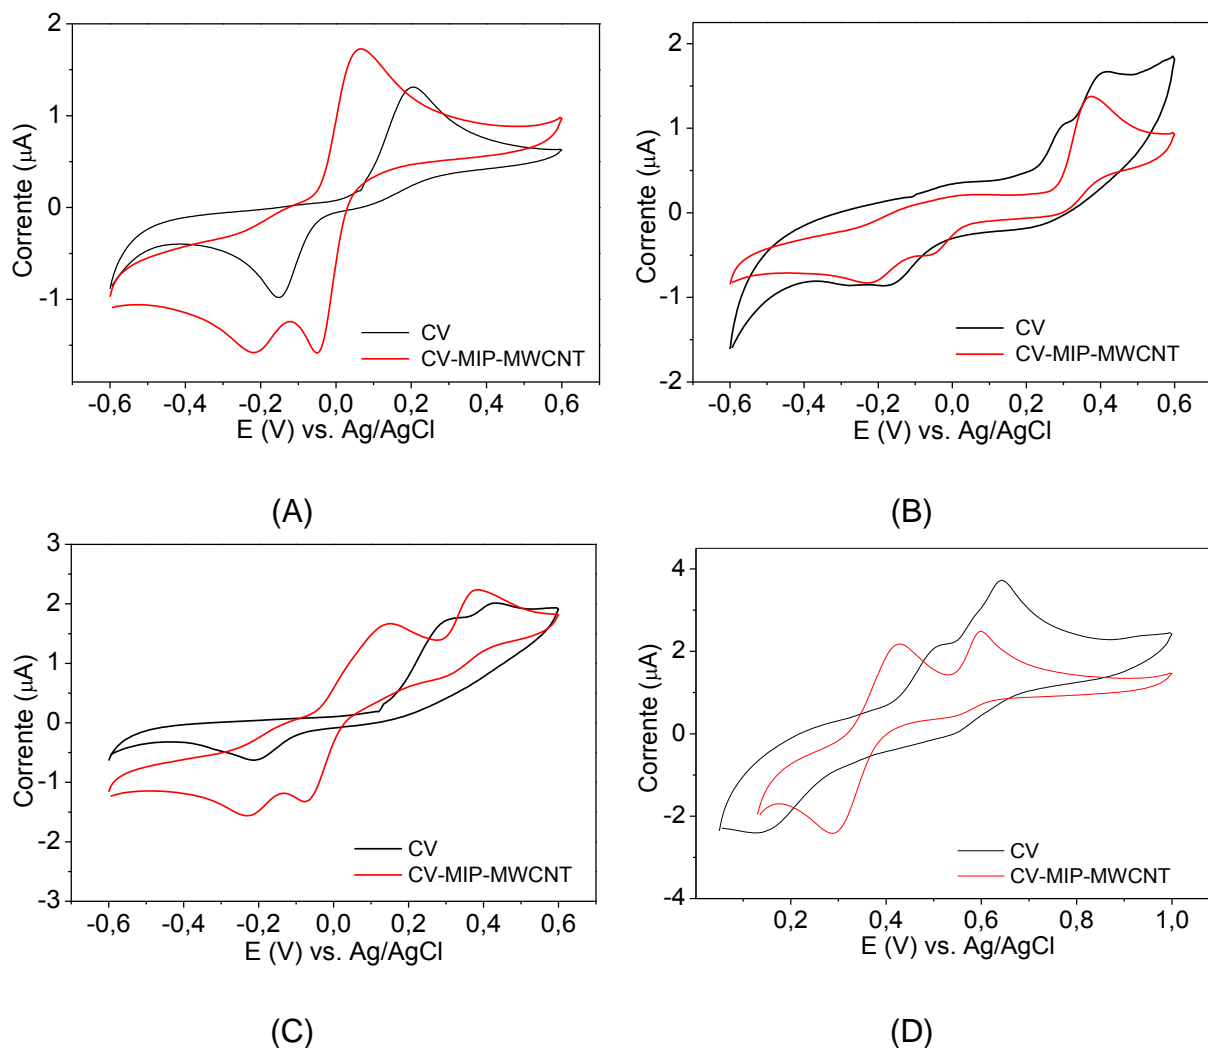 2
1
0
-1
Corrente (μA)
CV
CV-MIP-MWCNT
-0,6 -0,4 -0,2 0,0 0,2 0,4 0,6
E (V) vs. Ag/AgCl
(A)
2
1
0
-1
-2
Corrente (μA)
CV
CV-MIP-MWCNT
-0,6 -0,4 -0,2 0,0 0,2 0,4 0,6
E (V) vs. Ag/AgCl
(B)
3
2
1
0
-1
-2
-3
Corrente (μA)
CV
CV-MIP-MWCNT
-0,6 -0,4 -0,2 0,0 0,2 0,4 0,6
E (V) vs. Ag/AgCl
(C)
4
2
0
-2
-4
Corrente (μA)
CV
CV-MIP-MWCNT
0,2 0,4 0,6 0,8 1,0
E (V) vs. Ag/AgCl
(D)